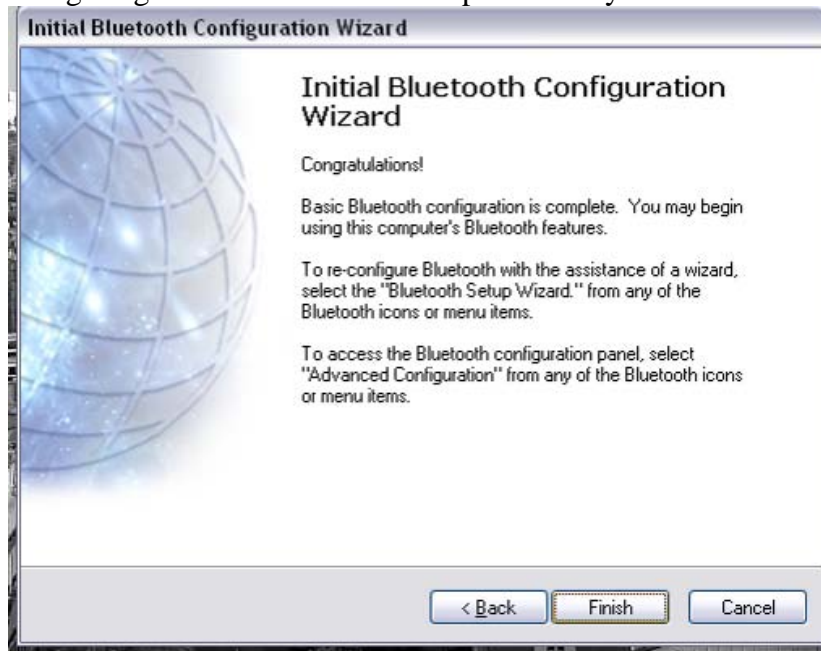 Initial Bluetooth Configuration Wizard
Initial Bluetooth Configuration
Wizard
Congratulations!
Basic Bluetooth configuration is complete. You may begin
using this computer's Bluetooth features.
To re-configure Bluetooth with the assistance of a wizard,
select the "Bluetooth Setup Wizard." from any of the
Bluetooth icons or menu items.
To access the Bluetooth configuration panel, select
"Advanced Configuration" from any of the Bluetooth icons
or menu items.
< Back
Finish
Cancel